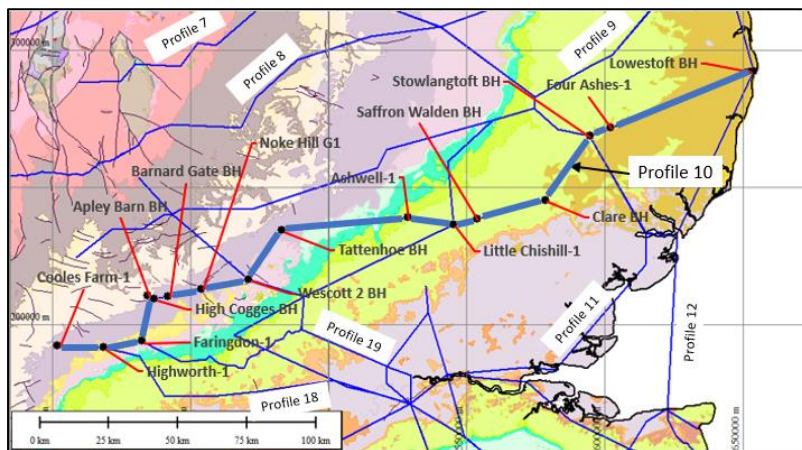 Profile 7
Profile 8
Profile 9
Lowestoft BH
Stowlangtoft BH
Four Ashes-1
Saffron Walden BH
Noke Hill G1
Barnard Gate BH
Ashwell-1
Profile 10
Apley Barn BH
Clare BH
Cooles Farm-1
Tattenhoe BH
Little Chishill-1
Wescott 2 BH
High Cogges BH
Faringdon-1
Highworth-1
Profile 11
Profile 12
Profile 19
Profile 18
0 km
25 km
50 km
75 km
100 km
650000 m